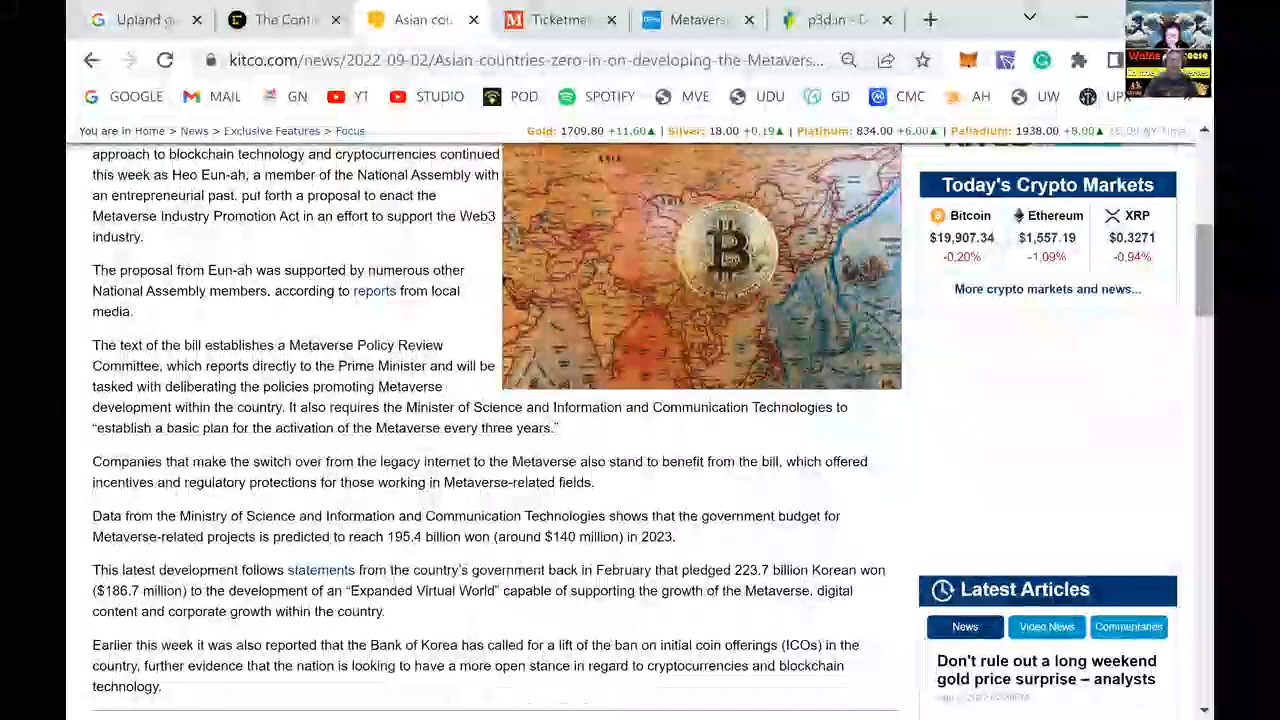 Upland g
The Cont
Asian cou
Ticketma
Metavers
p3d.in - D
kitco.com/news/2022-09-02/Asian-countries-zero-in-on-developing-the-Metavers...
GOOGLE MAIL GN YT STUDIO POD SPOTIFY MVE UDU GD CMC AH UW UPX
You are in Home > News > Exclusive Features > Focus
Gold: 1709.80 +11.60▲ | Silver: 18.00 +0.19▲ | Platinum: 834.00 +6.00▲ | Palladium: 1938.00 +8.00▲ NY Time
approach to blockchain technology and cryptocurrencies continued
this week as Heo Eun-ah, a member of the National Assembly with
an entrepreneurial past, put forth a proposal to enact the
Metaverse Industry Promotion Act in an effort to support the Web3
industry.
The proposal from Eun-ah was supported by numerous other
National Assembly members, according to reports from local
media.
The text of the bill establishes a Metaverse Policy Review
Committee, which reports directly to the Prime Minister and will be
tasked with deliberating the policies promoting Metaverse
development within the country. It also requires the Minister of Science and Information and Communication Technologies to
“establish a basic plan for the activation of the Metaverse every three years.”
Companies that make the switch over from the legacy internet to the Metaverse also stand to benefit from the bill, which offered
incentives and regulatory protections for those working in Metaverse-related fields.
Data from the Ministry of Science and Information and Communication Technologies shows that the government budget for
Metaverse-related projects is predicted to reach 195.4 billion won (around $140 million) in 2023.
This latest development follows statements from the country's government back in February that pledged 223.7 billion Korean won
($186.7 million) to the development of an “Expanded Virtual World” capable of supporting the growth of the Metaverse, digital
content and corporate growth within the country.
Earlier this week it was also reported that the Bank of Korea has called for a lift of the ban on initial coin offerings (ICOs) in the
country, further evidence that the nation is looking to have a more open stance in regard to cryptocurrencies and blockchain
technology.
Today's Crypto Markets
Bitcoin Ethereum XRP
$19,907.34 $1,557.19 $0.3271
-0.20% -1.09% -0.94%
More crypto markets and news...
Latest Articles
News Video News Commentaries
Don't rule out a long weekend
gold price surprise – analysts